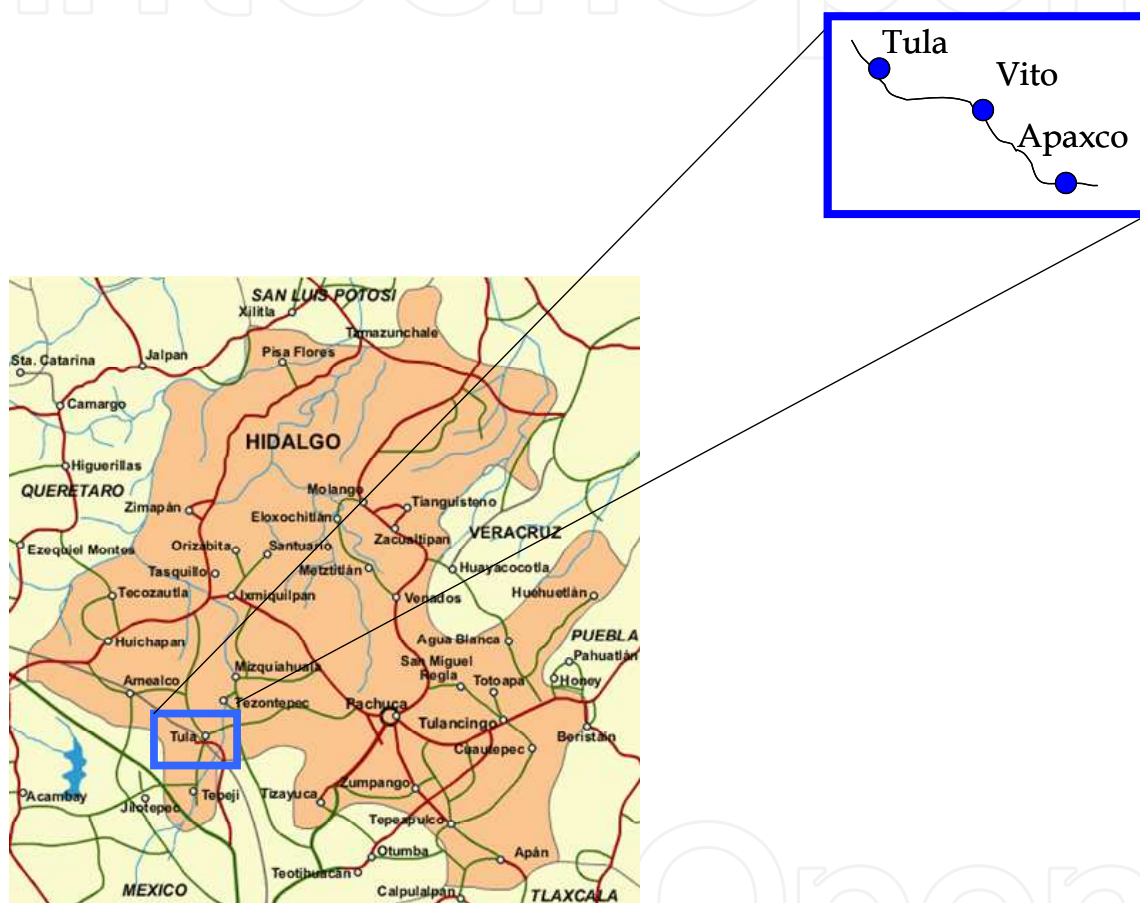 Tula
Vito
Apaxco
SAN LUIS POTOSI
Xilitla
Tamazunchale
Sta. Catarina
Jalpan
Pisa Flores
Camargo
HIDALGO
Higuerillas
QUERETARO
Molango
Tianguisteno
Zimapán
Eloxochitlán
VERACRUZ
Zacualtipan
Ezequiel Montes
Orizabita
Santuario
Tasquillo
Metztitlán
Huayacocotla
Tecozautla
Ixmiquilpan
Venados
Huehuetlán
Huichapan
Agua Blanca
PUEBLA
Pahuatlán
Mizquiahuala
San Miguel
Regla
Totoapa
Honey
Amealco
Tezontepec
Pachuca
Tulancingo
Tula
Beristain
Cuautepec
Acambay
Jilotepec
Tepeji
Tizayuca
Zumpango
Tepeapulco
Otumba
Apán
Teotihuacán
MEXICO
Calpulalpan
TLAXCALA